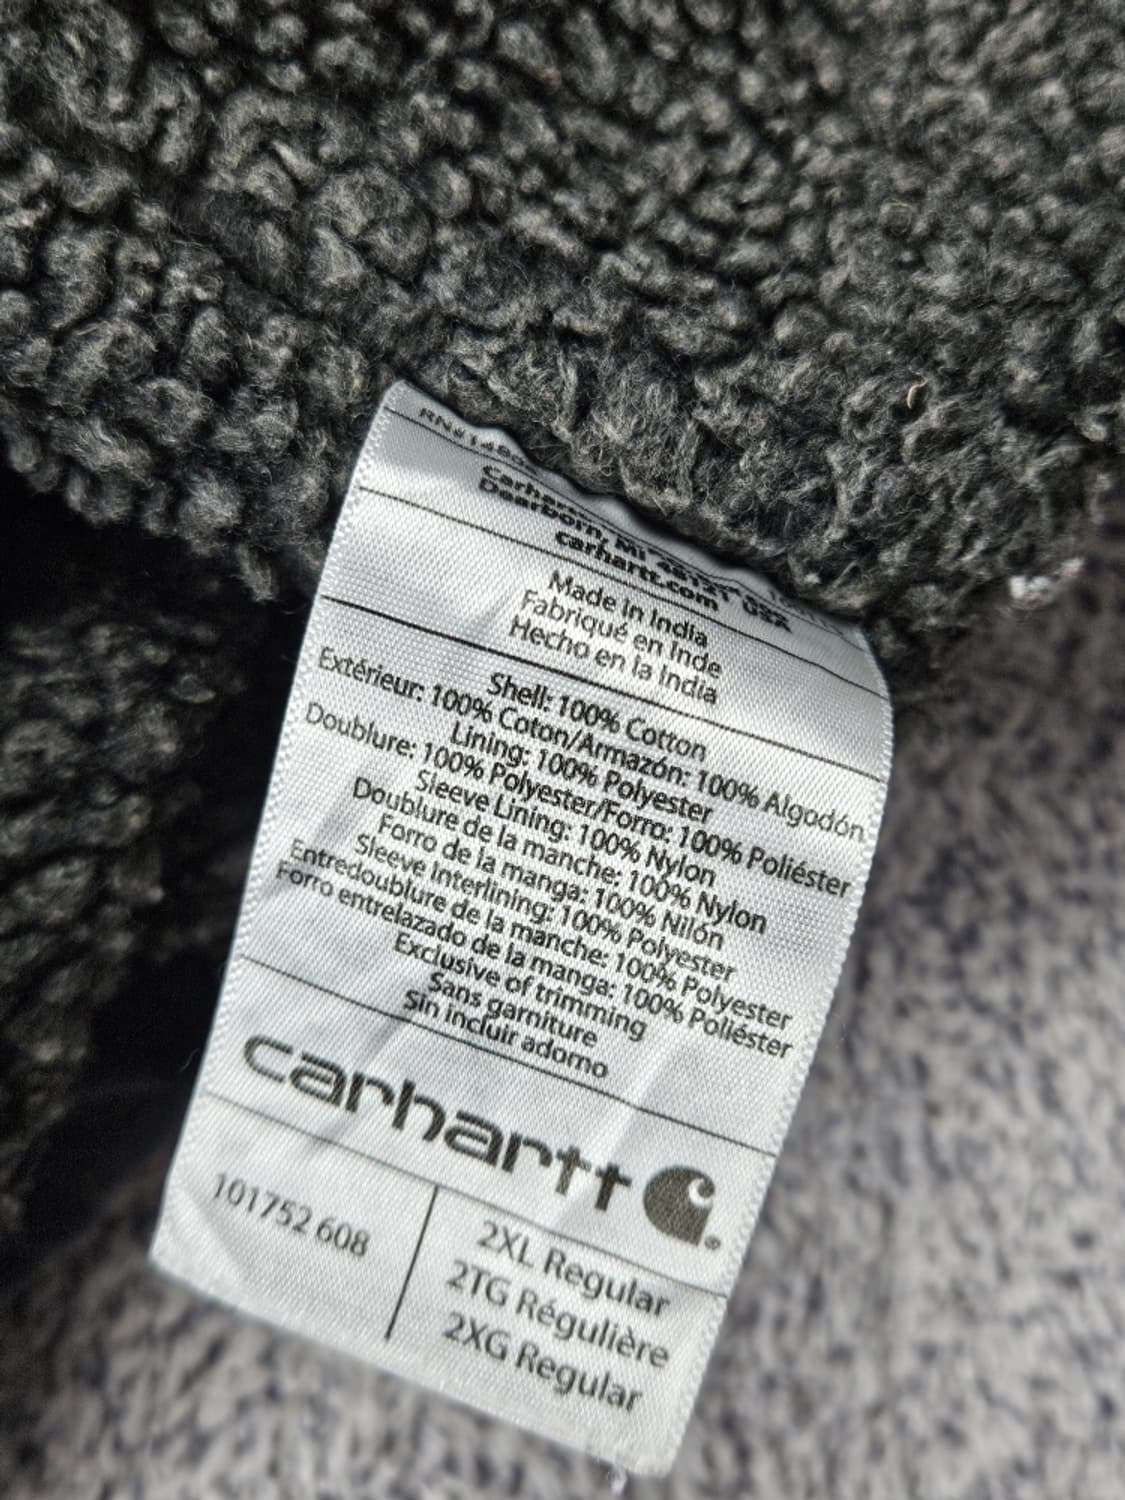 Carhartt
Dearborn, MI 48121 USA
carhartt.com
Made in India
Fabriqué en Inde
Hecho en la India
Shell: 100% Cotton
Extérieur: 100% Coton/Armazón: 100% Algodón
Lining: 100% Polyester
Doublure: 100% Polyester/Forro: 100% Poliéster
Sleeve Lining: 100% Nylon
Doublure de la manche: 100% Nylon
Forro de la manga: 100% Nilón
Sleeve Interlining: 100% Polyester
Entredoublure de la manche: 100% Polyester
Forro entrelazado de la manga: 100% Poliéster
Exclusive of trimming
Sans garniture
Sin incluir adorno
carhartt
101752 608
2XL Regular
2TG Régulière
2XG Regular